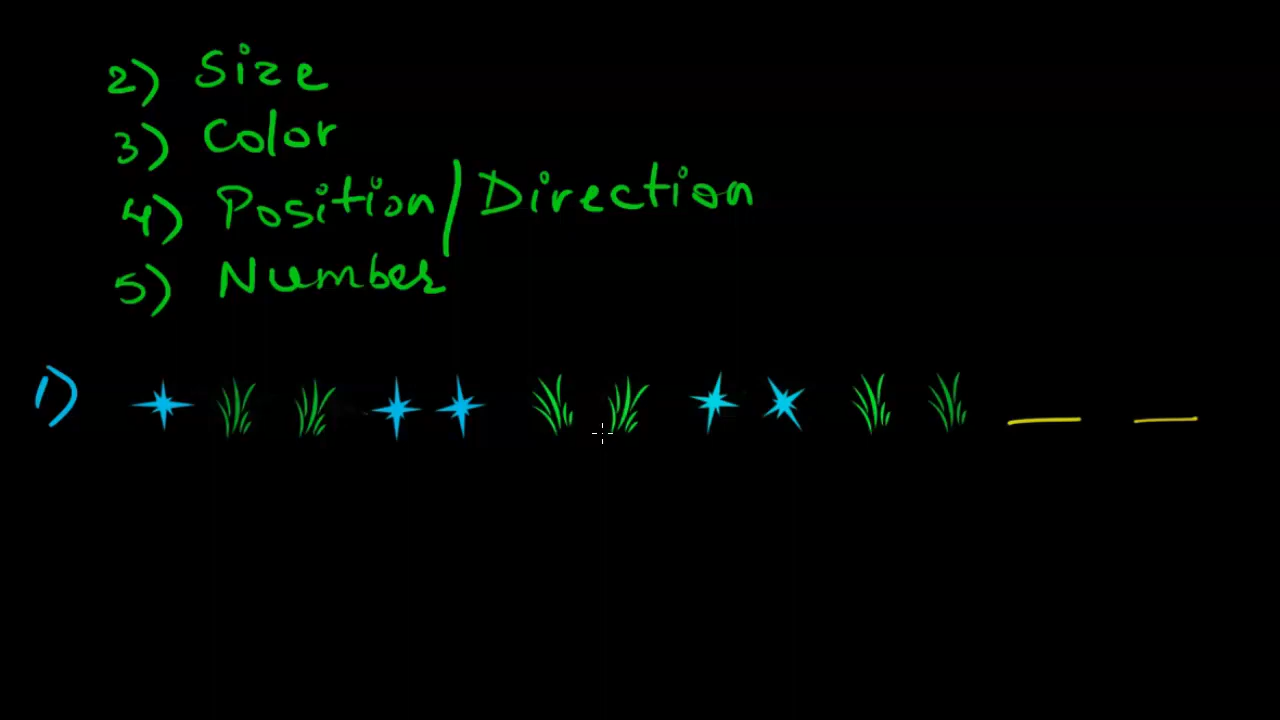 2) Size
3) Color
4) Position/Direction
5) Number
1)